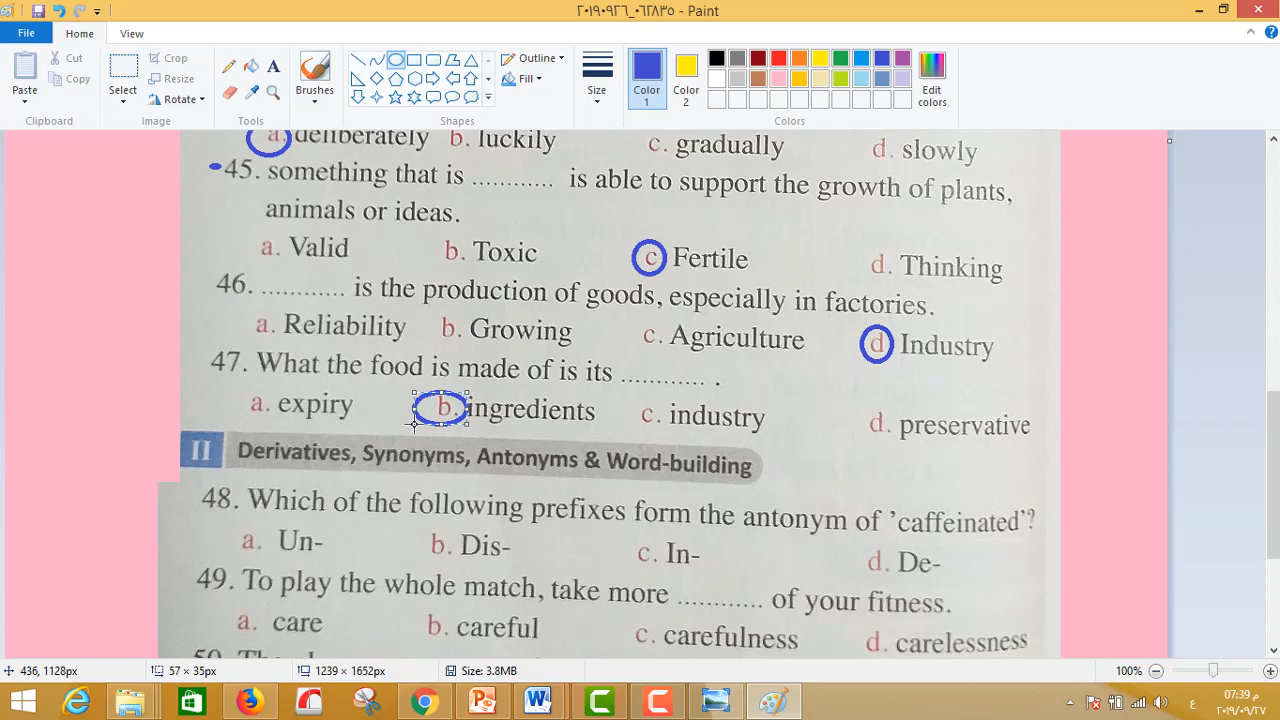 ٢٠١٩٠٩٢٦_٠٦٢٨٣٥ - Paint
File Home View
Paste Cut Copy Select Crop Resize Rotate Brushes Outline Fill Size Color 1 Color 2 Edit colors
Clipboard Image Tools Shapes Colors
a. deliberately b. luckily c. gradually d. slowly
45. something that is ............ is able to support the growth of plants,
animals or ideas.
a. Valid b. Toxic c Fertile d. Thinking
46. ............ is the production of goods, especially in factories.
a. Reliability b. Growing c. Agriculture d Industry
47. What the food is made of is its ............ .
a. expiry b. ingredients c. industry d. preservative
II Derivatives, Synonyms, Antonyms & Word-building
48. Which of the following prefixes form the antonym of ’caffeinated’?
a. Un- b. Dis- c. In- d. De-
49. To play the whole match, take more ............ of your fitness.
a. care b. careful c. carefulness d. carelessness
436, 1128px 57 × 35px 1239 × 1652px Size: 3.8MB 100%
ع 07:39 م
٢٠١٩/٠٩/٢٧